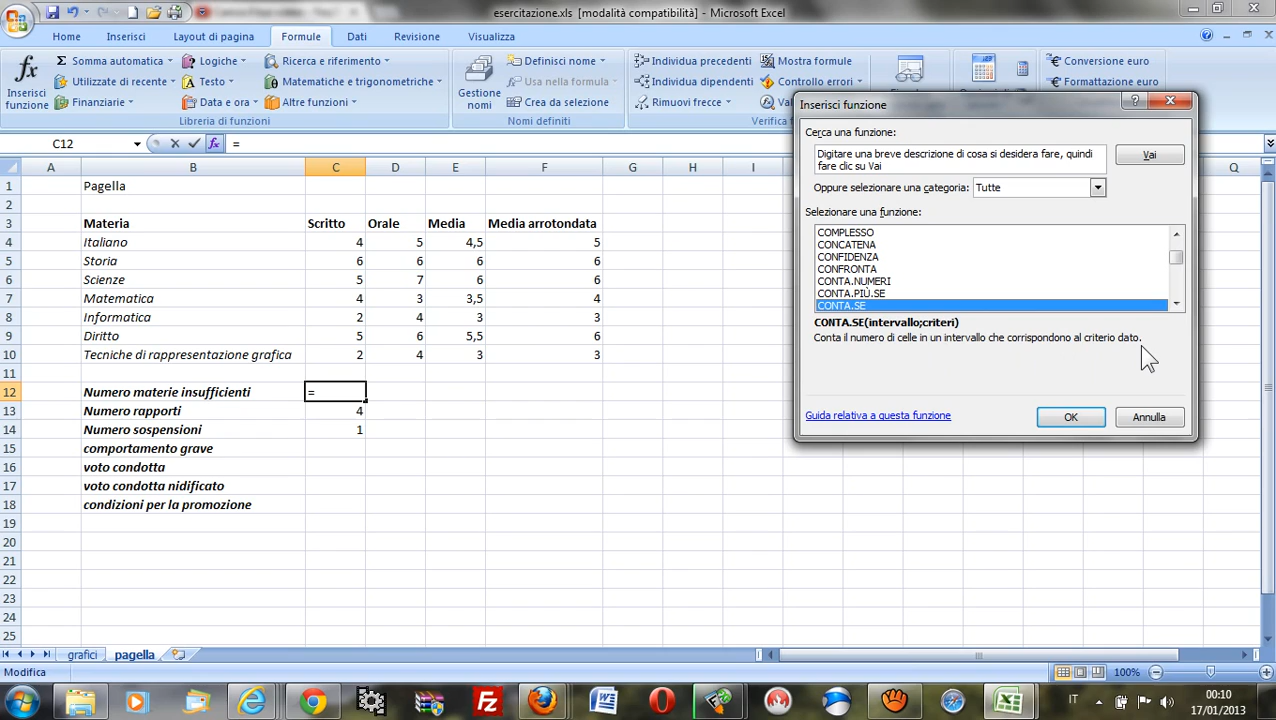 esercitazione.xls [modalità compatibilità] - Microsoft Excel
Home Inserisci Layout di pagina Formule Dati Revisione Visualizza
fx Inserisci funzione
Σ Somma automatica
Utilizzate di recente
Finanziarie
Logiche
Testo
Data e ora
Ricerca e riferimento
Matematiche e trigonometriche
Altre funzioni
Libreria di funzioni
Gestione nomi
Definisci nome
Usa nella formula
Crea da selezione
Nomi definiti
Individua precedenti
Individua dipendenti
Rimuovi frecce
Mostra formule
Controllo errori
Conversione euro
Formattazione euro
C12 fx =
A B C D E F G H I Q
1 Pagella
2
3 Materia Scritto Orale Media Media arrotondata
4 Italiano 4 5 4,5 5
5 Storia 6 6 6 6
6 Scienze 5 7 6 6
7 Matematica 4 3 3,5 4
8 Informatica 2 4 3 3
9 Diritto 5 6 5,5 6
10 Tecniche di rappresentazione grafica 2 4 3 3
11
12 Numero materie insufficienti =
13 Numero rapporti 4
14 Numero sospensioni 1
15 comportamento grave
16 voto condotta
17 voto condotta nidificato
18 condizioni per la promozione
19
20
21
22
23
24
25
Inserisci funzione
Cerca una funzione:
Digitare una breve descrizione di cosa si desidera fare, quindi
fare clic su Vai
Vai
Oppure selezionare una categoria: Tutte
Selezionare una funzione:
COMPLESSO
CONCATENA
CONFIDENZA
CONFRONTA
CONTA.NUMERI
CONTA.PIÙ.SE
CONTA.SE
CONTA.SE(intervallo;criteri)
Conta il numero di celle in un intervallo che corrispondono al criterio dato.
Guida relativa a questa funzione
OK Annulla
grafici pagella
Modifica 100%
IT 00:10
17/01/2013